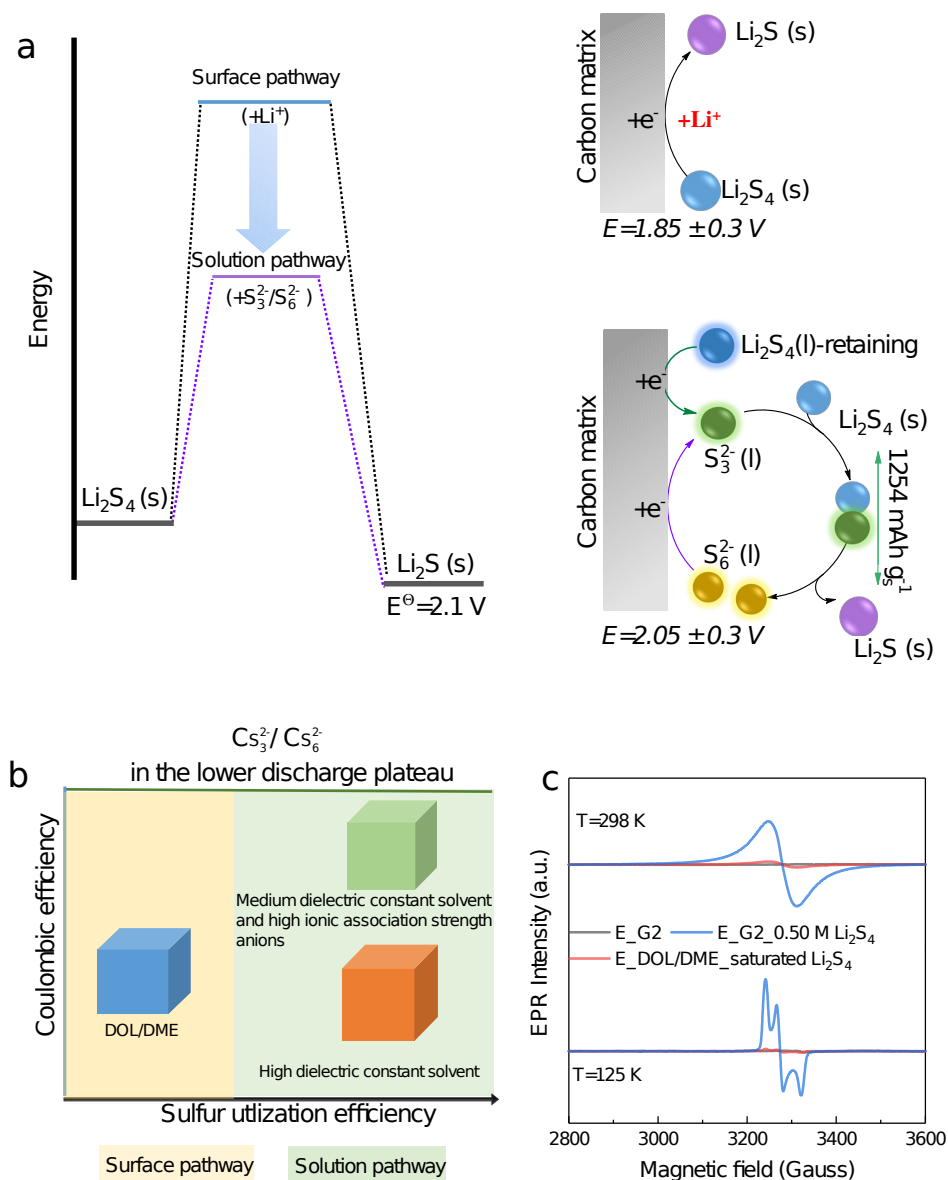 a
Energy
Surface pathway
(+Li⁺)
Solution pathway
(+S₃²⁻/S₆²⁻ )
Li₂S₄ (s)
Li₂S (s)
E^Θ=2.1 V
Carbon matrix
+e⁻
+Li⁺
Li₂S (s)
Li₂S₄ (s)
E=1.85 ±0.3 V
Carbon matrix
+e⁻
Li₂S₄(l)-retaining
S₃²⁻ (l)
Li₂S₄ (s)
+e⁻
S₆²⁻ (l)
1254 mAh gₛ⁻¹
Li₂S (s)
E=2.05 ±0.3 V
b
Cs₃²⁻/ Cs₆²⁻
in the lower discharge plateau
Coulombic efficiency
Medium dielectric constant solvent
and high ionic association strength
anions
DOL/DME
High dielectric constant solvent
Sulfur utlization efficiency
Surface pathway
Solution pathway
c
EPR Intensity (a.u.)
T=298 K
E_G2
E_G2_0.50 M Li₂S₄
E_DOL/DME_saturated Li₂S₄
T=125 K
2800 3000 3200 3400 3600
Magnetic field (Gauss)